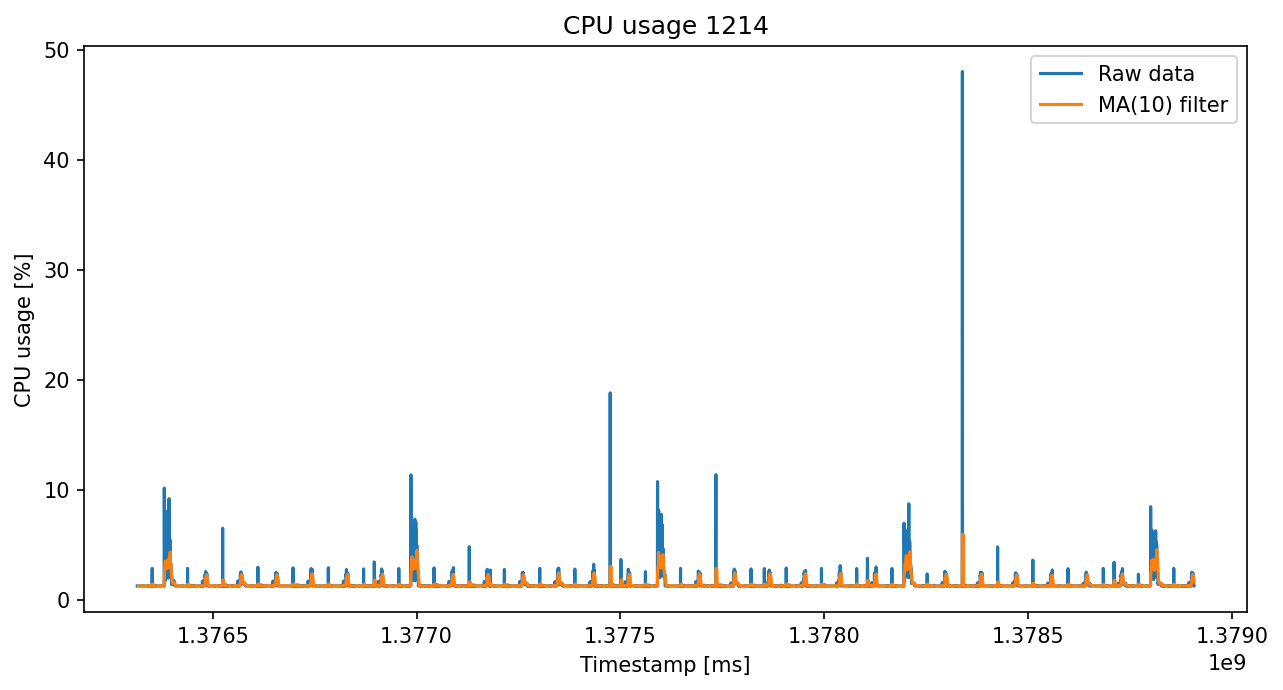 CPU usage 1214
Raw data
MA(10) filter
CPU usage [%]
50
40
30
20
10
0
1.3765 1.3770 1.3775 1.3780 1.3785 1.3790
1e9
Timestamp [ms]